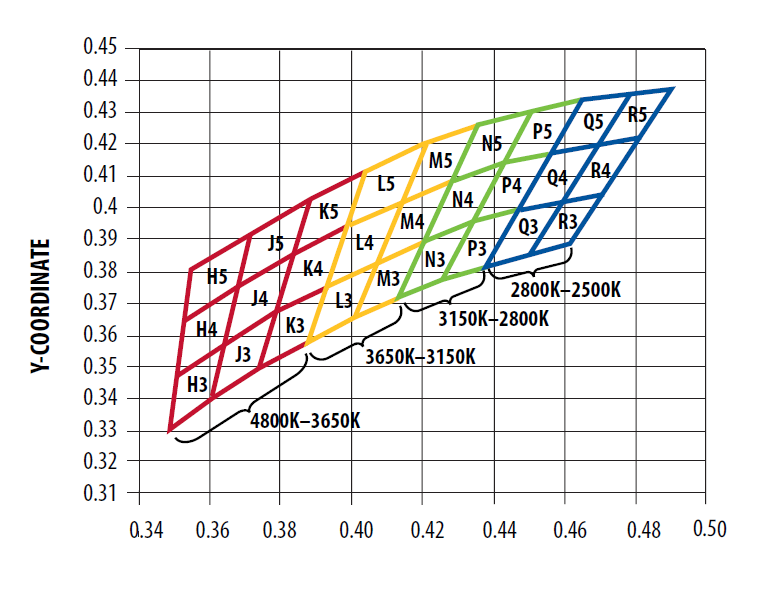 0.45
0.44
0.43
0.42
0.41
0.4
0.39
0.38
0.37
0.36
0.35
0.34
0.33
0.32
0.31
Y-COORDINATE
R5
Q5
P5
N5
M5
R4
Q4
P4
L5
N4
K5
M4
R3
Q3
J5
L4
P3
N3
K4
H5
M3
2800K–2500K
J4
L3
3150K–2800K
H4
K3
J3
3650K–3150K
H3
4800K–3650K
0.34 0.36 0.38 0.40 0.42 0.44 0.46 0.48 0.50